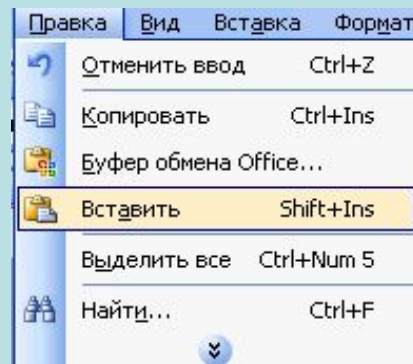 Правка Вид Вставка Формат
Отменить ввод Ctrl+Z
Копировать Ctrl+Ins
Буфер обмена Office...
Вставить Shift+Ins
Выделить все Ctrl+Num 5
Найти... Ctrl+F